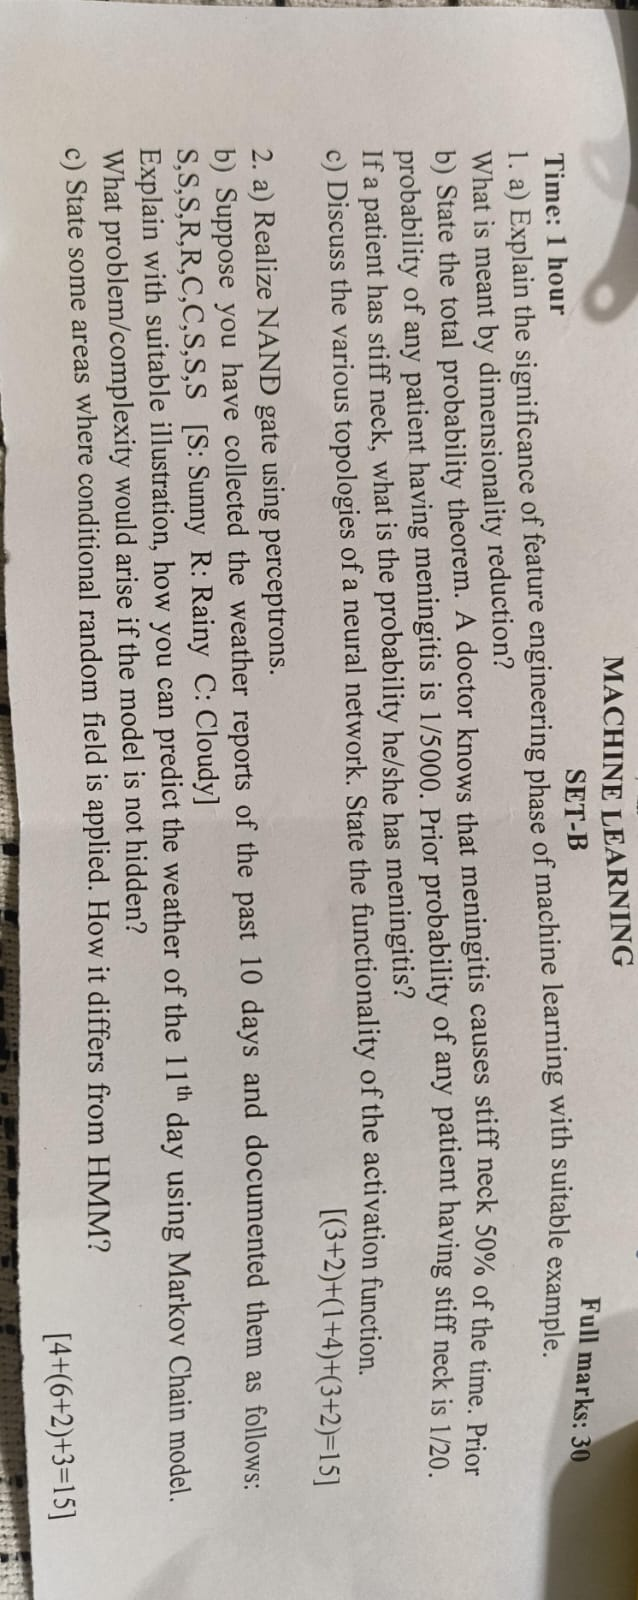 MACHINE LEARNING
SET-B
Time: 1 hour Full marks: 30
1. a) Explain the significance of feature engineering phase of machine learning with suitable example.
What is meant by dimensionality reduction?
b) State the total probability theorem. A doctor knows that meningitis causes stiff neck 50% of the time. Prior
probability of any patient having meningitis is 1/5000. Prior probability of any patient having stiff neck is 1/20.
If a patient has stiff neck, what is the probability he/she has meningitis?
c) Discuss the various topologies of a neural network. State the functionality of the activation function.
[(3+2)+(1+4)+(3+2)=15]
2. a) Realize NAND gate using perceptrons.
b) Suppose you have collected the weather reports of the past 10 days and documented them as follows:
S,S,S,R,R,C,C,S,S,S [S: Sunny R: Rainy C: Cloudy]
Explain with suitable illustration, how you can predict the weather of the 11th day using Markov Chain model.
What problem/complexity would arise if the model is not hidden?
c) State some areas where conditional random field is applied. How it differs from HMM?
[4+(6+2)+3=15]